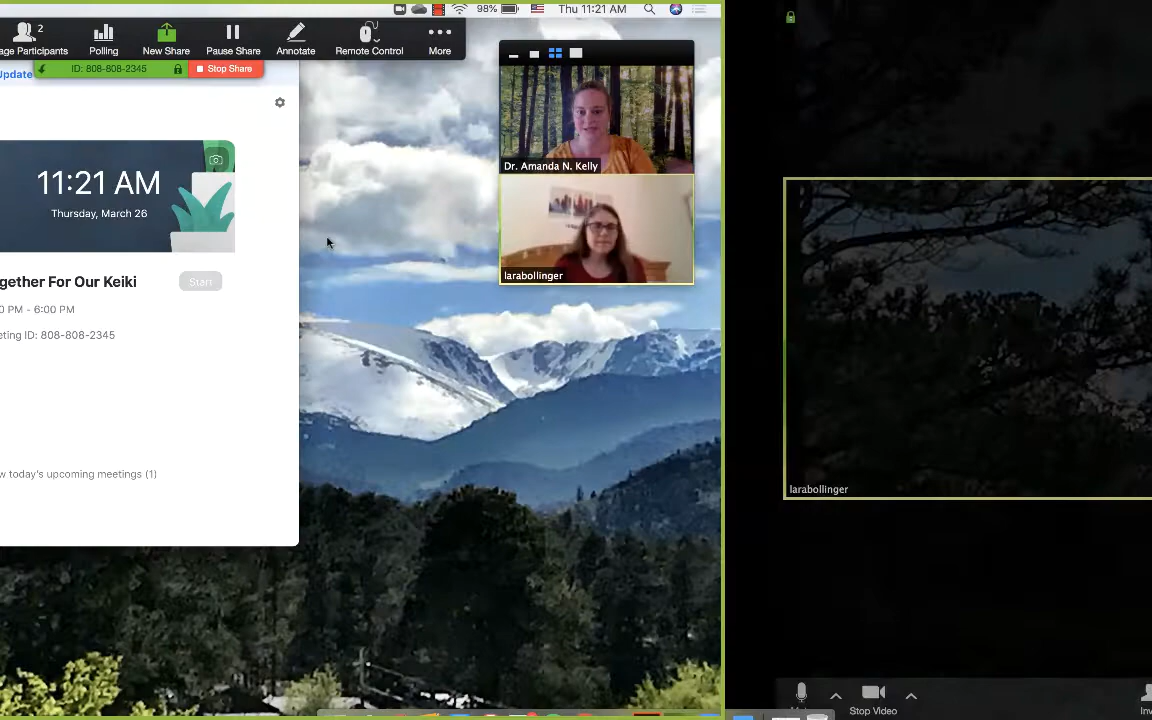 98%
Thu 11:21 AM
2
age Participants
Polling
New Share
Pause Share
Annotate
Remote Control
More
Update
ID: 808-808-2345
Stop Share
11:21 AM
Thursday, March 26
gether For Our Keiki
Start
0 PM - 6:00 PM
eting ID: 808-808-2345
w today's upcoming meetings (1)
Dr. Amanda N. Kelly
larabollinger
larabollinger
Stop Video
Inv